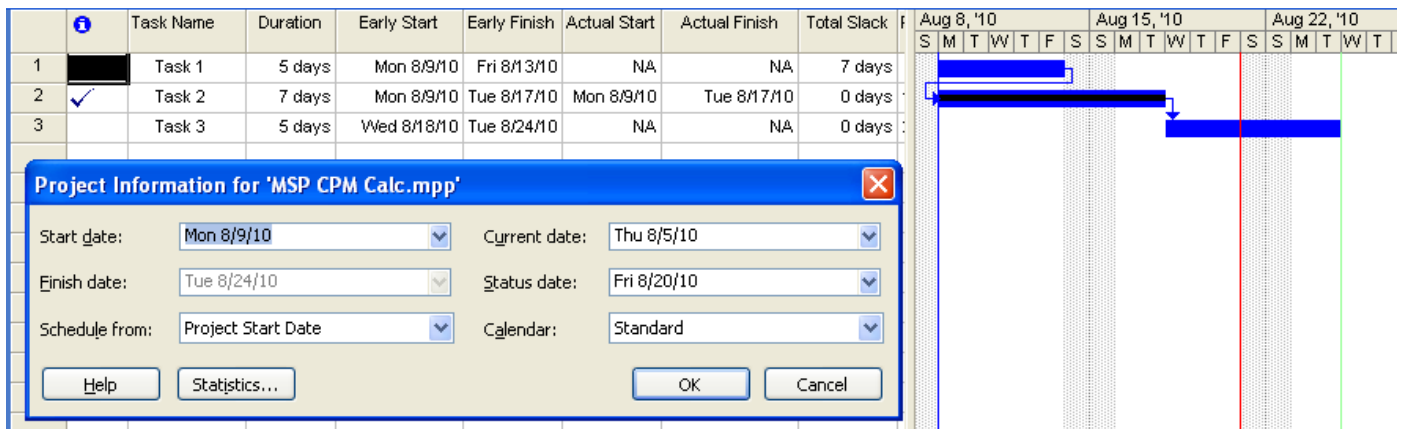 Task Name Duration Early Start Early Finish Actual Start Actual Finish Total Slack Aug 8, '10 Aug 15, '10 Aug 22, '10
S M T W T F S S M T W T F S S M T W T
1 Task 1 5 days Mon 8/9/10 Fri 8/13/10 NA NA 7 days
2 Task 2 7 days Mon 8/9/10 Tue 8/17/10 Mon 8/9/10 Tue 8/17/10 0 days
3 Task 3 5 days Wed 8/18/10 Tue 8/24/10 NA NA 0 days
Project Information for 'MSP CPM Calc.mpp'
Start date: Mon 8/9/10 Current date: Thu 8/5/10
Finish date: Tue 8/24/10 Status date: Fri 8/20/10
Schedule from: Project Start Date Calendar: Standard
Help Statistics... OK Cancel